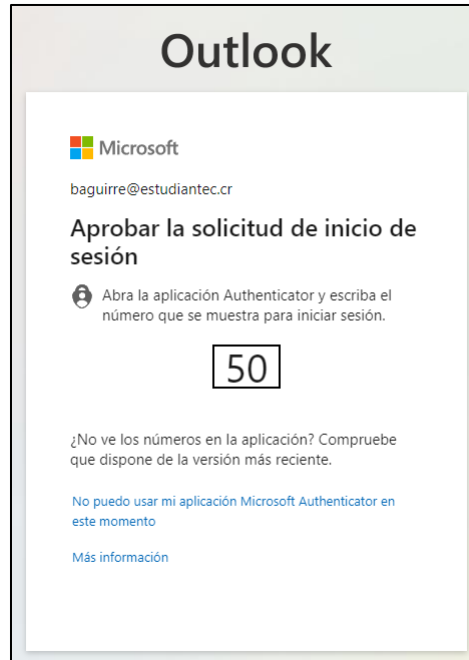 Outlook
Microsoft
baguirre@estudiantec.cr
Aprobar la solicitud de inicio de
sesión
Abra la aplicación Authenticator y escriba el
número que se muestra para iniciar sesión.
50
¿No ve los números en la aplicación? Compruebe
que dispone de la versión más reciente.
No puedo usar mi aplicación Microsoft Authenticator en
este momento
Más información